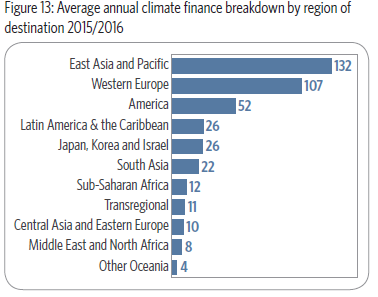 Figure 13: Average annual climate finance breakdown by region of
destination 2015/2016
East Asia and Pacific 132
Western Europe 107
America 52
Latin America & the Caribbean 26
Japan, Korea and Israel 26
South Asia 22
Sub-Saharan Africa 12
Transregional 11
Central Asia and Eastern Europe 10
Middle East and North Africa 8
Other Oceania 4